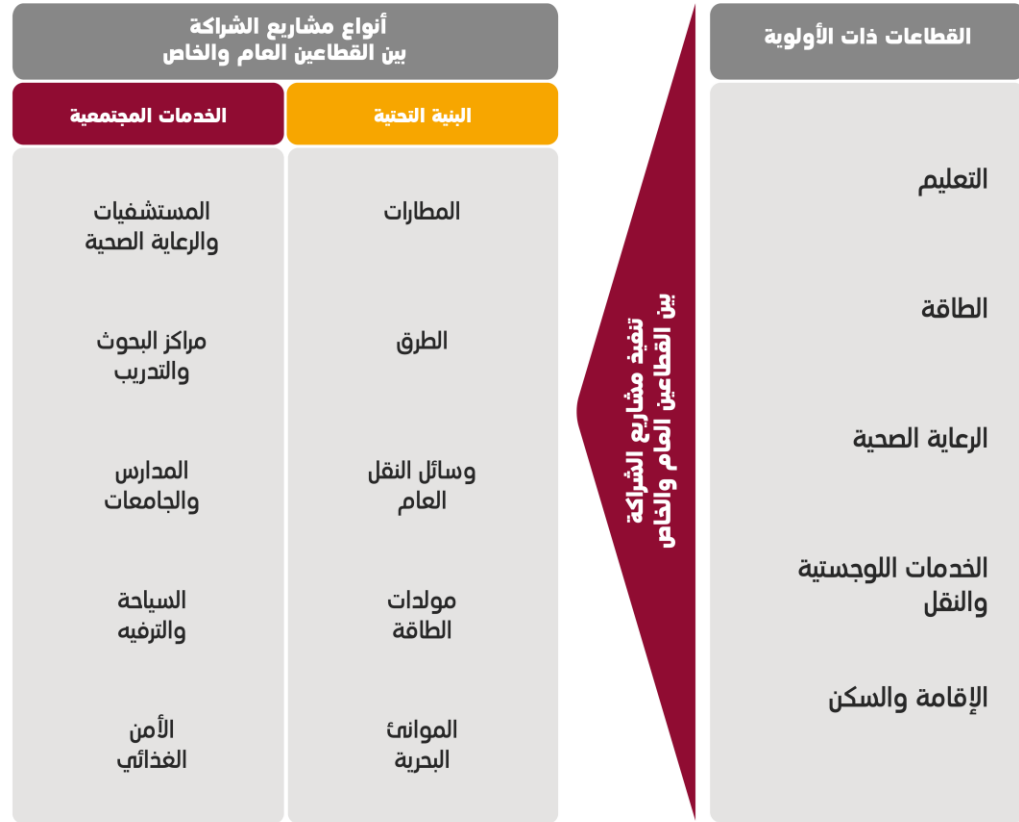 القطاعات ذات الأولوية
التعليم
الطاقة
الرعاية الصحية
الخدمات اللوجستية
والنقل
الإقامة والسكن
تنفيذ مشاريع الشراكة
بين القطاعين العام والخاص
أنواع مشاريع الشراكة
بين القطاعين العام والخاص
البنية التحتية
المطارات
الطرق
وسائل النقل
العام
مولدات
الطاقة
الموانئ
البحرية
الخدمات المجتمعية
المستشفيات
والرعاية الصحية
مراكز البحوث
والتدريب
المدارس
والجامعات
السياحة
والترفيه
الأمن
الغذائي